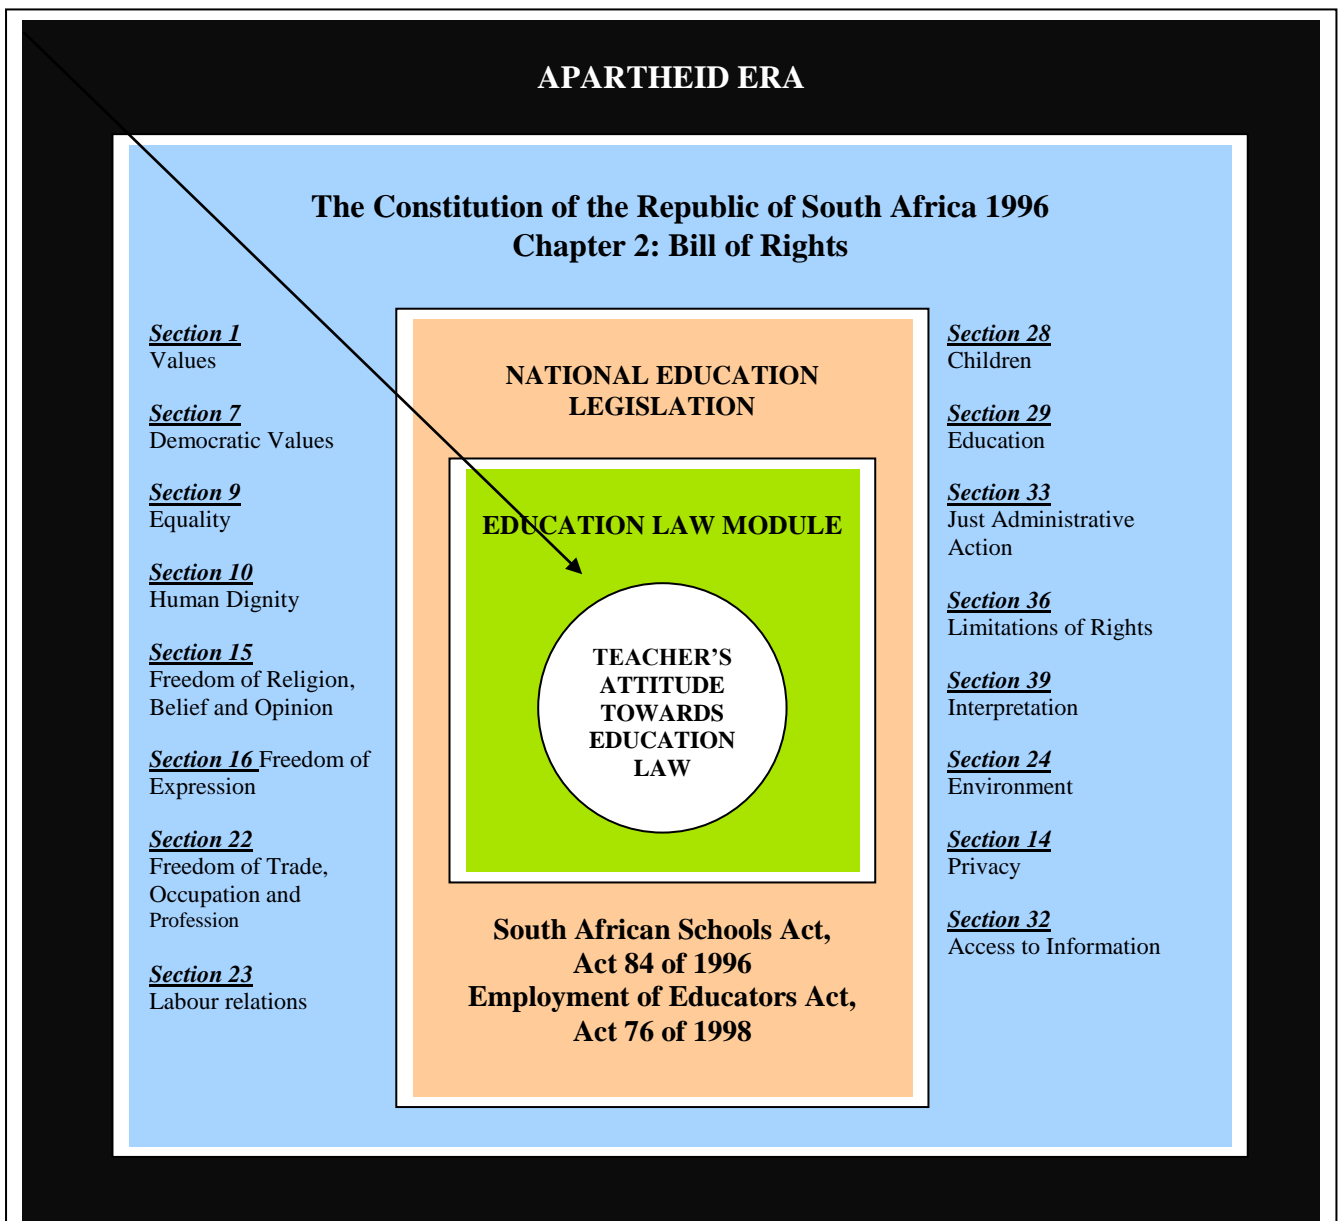 APARTHEID ERA
The Constitution of the Republic of South Africa 1996
Chapter 2: Bill of Rights
Section 1
Values
Section 7
Democratic Values
Section 9
Equality
Section 10
Human Dignity
Section 15
Freedom of Religion,
Belief and Opinion
Section 16 Freedom of
Expression
Section 22
Freedom of Trade,
Occupation and
Profession
Section 23
Labour relations
NATIONAL EDUCATION
LEGISLATION
EDUCATION LAW MODULE
TEACHER’S
ATTITUDE
TOWARDS
EDUCATION
LAW
South African Schools Act,
Act 84 of 1996
Employment of Educators Act,
Act 76 of 1998
Section 28
Children
Section 29
Education
Section 33
Just Administrative
Action
Section 36
Limitations of Rights
Section 39
Interpretation
Section 24
Environment
Section 14
Privacy
Section 32
Access to Information